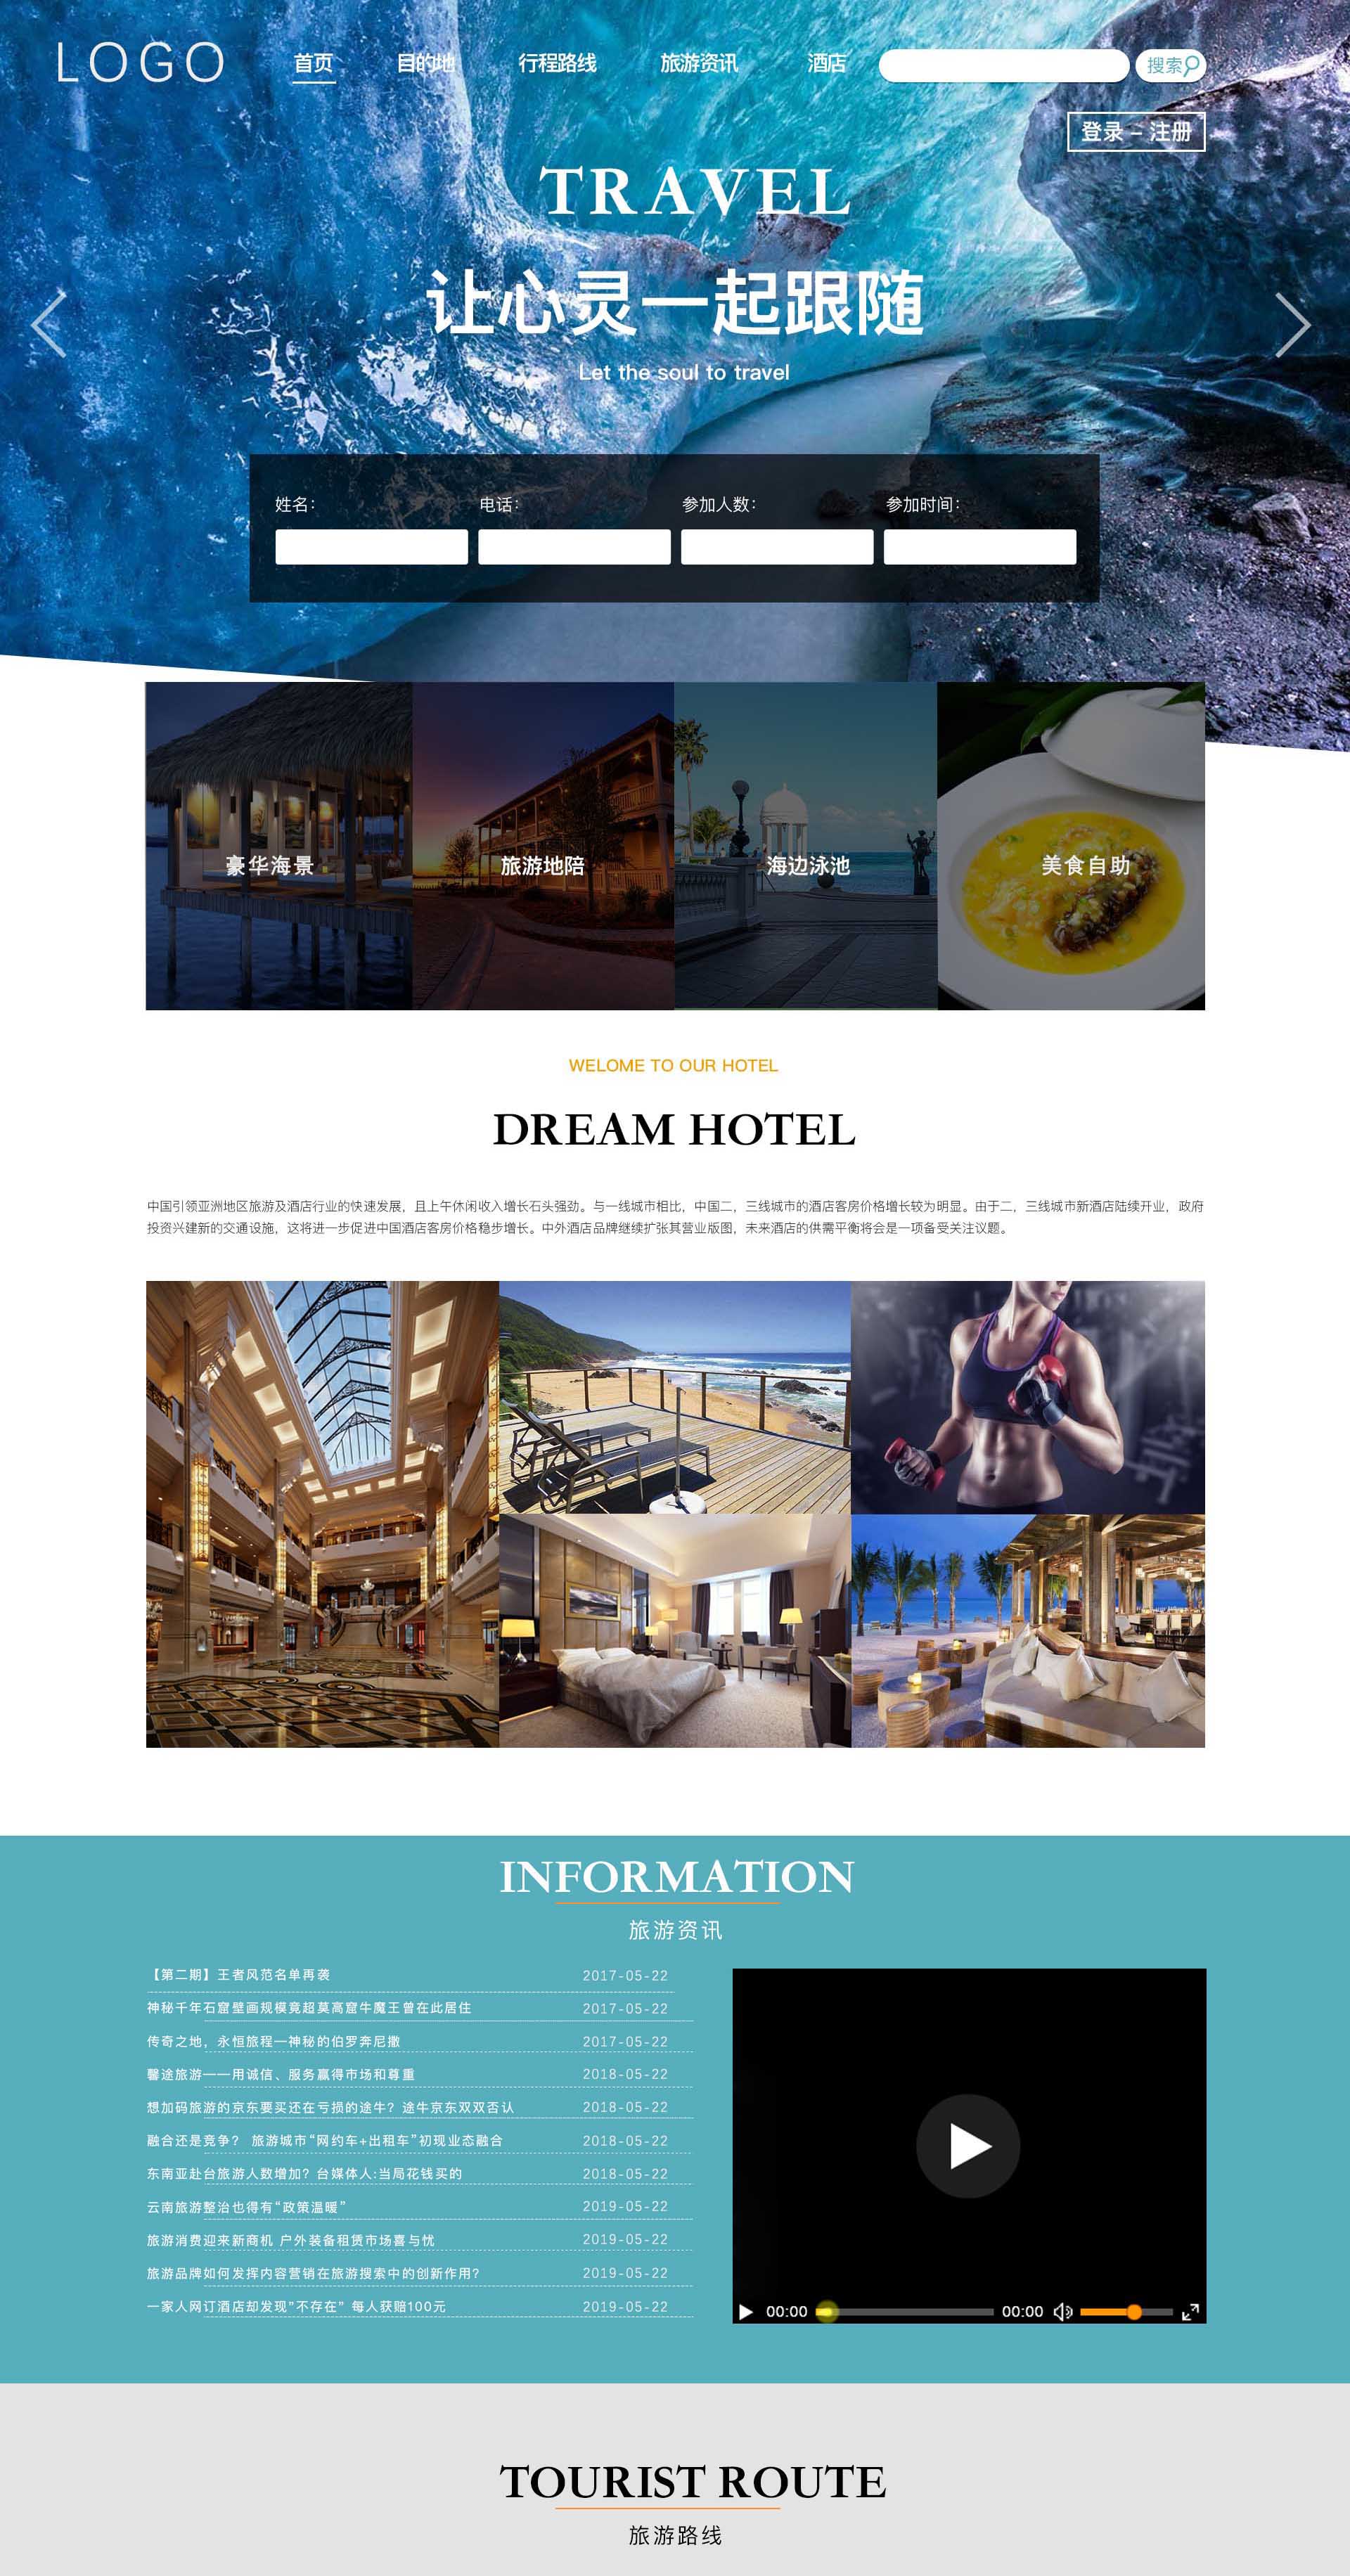 LOGO
首页 目的地 行程路线 旅游资讯 酒店 搜索
登录 – 注册
TRAVEL
让心灵一起跟随
Let the soul to travel
姓名: 电话: 参加人数: 参加时间:
豪华海景 旅游地陪 海边泳池 美食自助
WELOME TO OUR HOTEL
DREAM HOTEL
中国引领亚洲地区旅游及酒店行业的快速发展，且上午休闲收入增长石头强劲。与一线城市相比，中国二，三线城市的酒店客房价格增长较为明显。由于二，三线城市新酒店陆续开业，政府
投资兴建新的交通设施，这将进一步促进中国酒店客房价格稳步增长。中外酒店品牌继续扩张其营业版图，未来酒店的供需平衡将会是一项备受关注议题。
INFORMATION
旅游资讯
【第二期】王者风范名单再袭 2017-05-22
神秘千年石窟壁画规模竟超莫高窟牛魔王曾在此居住 2017-05-22
传奇之地，永恒旅程一神秘的伯罗奔尼撒 2017-05-22
馨途旅游——用诚信、服务赢得市场和尊重 2018-05-22
想加码旅游的京东要买还在亏损的途牛？途牛京东双双否认 2018-05-22
融合还是竞争？ 旅游城市“网约车+出租车”初现业态融合 2018-05-22
东南亚赴台旅游人数增加？台媒体人:当局花钱买的 2018-05-22
云南旅游整治也得有“政策温暖” 2019-05-22
旅游消费迎来新商机 户外装备租赁市场喜与忧 2019-05-22
旅游品牌如何发挥内容营销在旅游搜索中的创新作用? 2019-05-22
一家人网订酒店却发现”不存在” 每人获赔100元 2019-05-22
00:00 00:00
TOURIST ROUTE
旅游路线